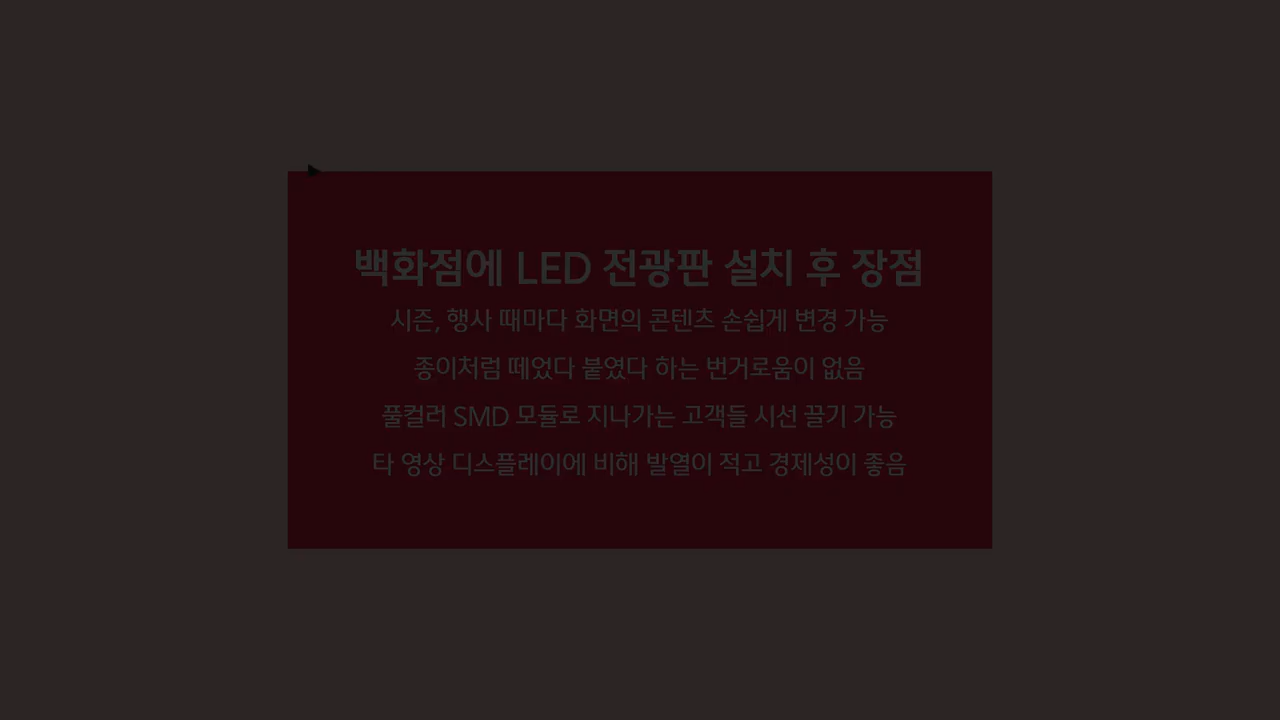 백화점에 LED 전광판 설치 후 장점
시즌, 행사 때마다 화면의 콘텐츠 손쉽게 변경 가능
종이처럼 떼었다 붙였다 하는 번거로움이 없음
풀컬러 SMD 모듈로 지나가는 고객들 시선 끌기 가능
타 영상 디스플레이에 비해 발열이 적고 경제성이 좋음